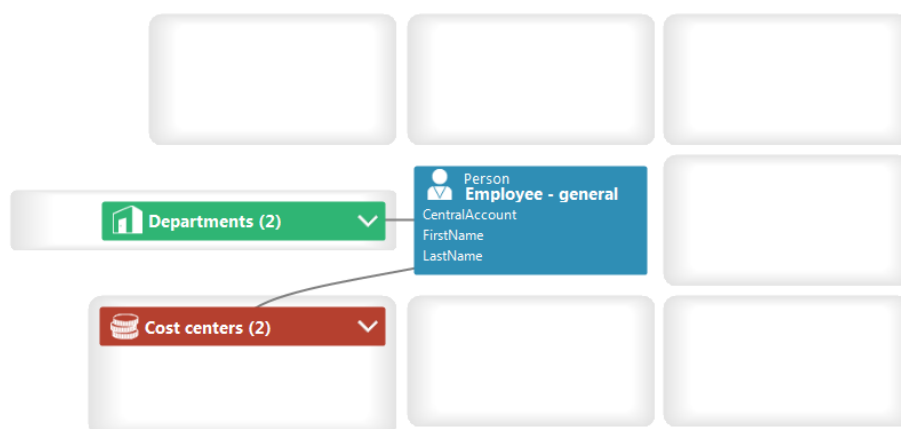 Person
Employee - general
Departments (2)
CentralAccount
FirstName
LastName
Cost centers (2)